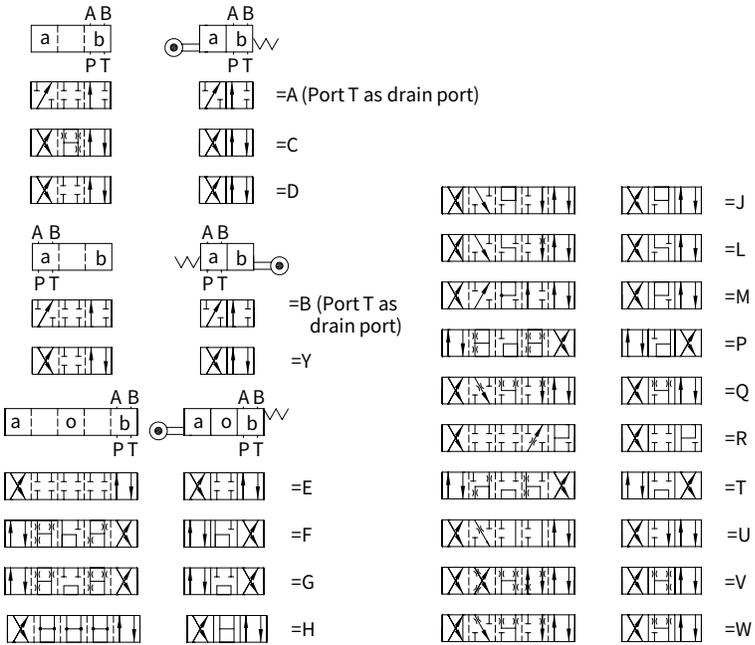 A B
A B
a b
a b
P T
P T
=A (Port T as drain port)
=C
=D
A B
A B
a b
a b
P T
P T
=B (Port T as
drain port)
=Y
A B
A B
a o b
a o b
P T
P T
=E
=F
=G
=H
=J
=L
=M
=P
=Q
=R
=T
=U
=V
=W